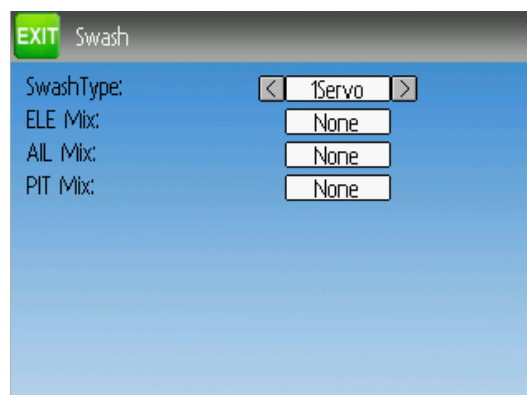 EXIT Swash
SwashType: < 1Servo >
ELE Mix: None
AIL Mix: None
PIT Mix: None